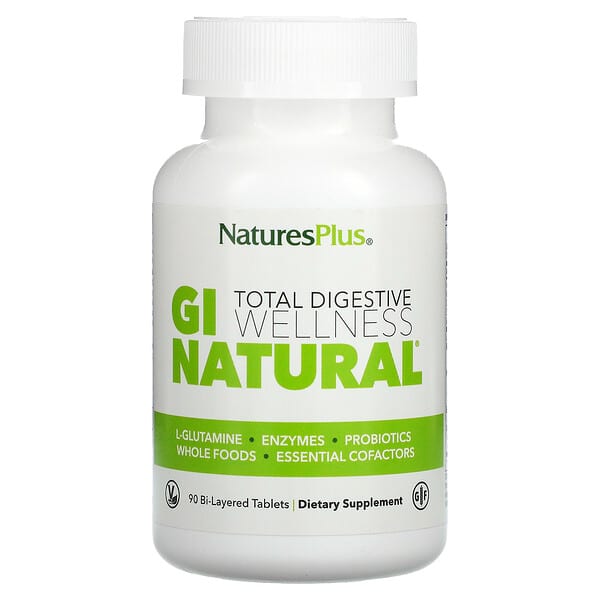 NaturesPlus®
GI TOTAL DIGESTIVE
WELLNESS
NATURAL®
L-GLUTAMINE • ENZYMES • PROBIOTICS
WHOLE FOODS • ESSENTIAL COFACTORS
V
90 Bi-Layered Tablets | Dietary Supplement
GF